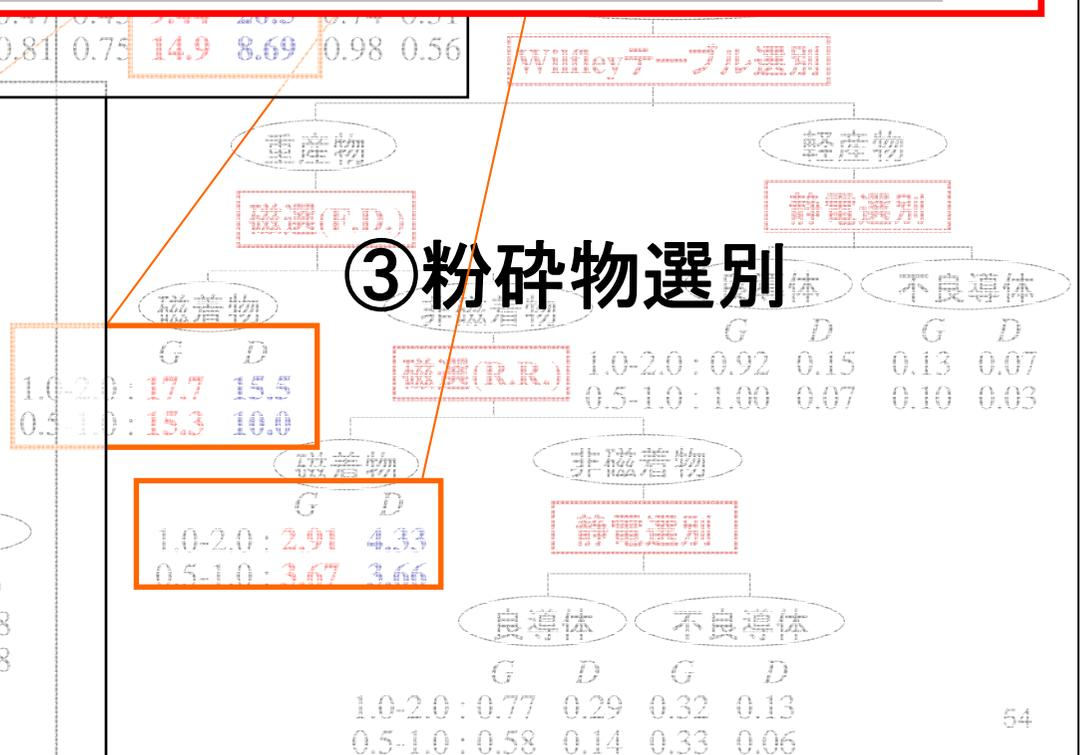 0.81 0.75 14.9 8.69 0.98 0.56
Wilfleyテーブル選別
重産物 軽産物
磁選(F.D.) 静電選別
③粉砕物選別
磁着物 非磁着物 体 不良導体
G D G D G D
1.0-2.0 : 17.7 15.5 磁選(R.R.) 1.0-2.0 : 0.92 0.15 0.13 0.07
0.5-1.0 : 15.3 10.0 0.5-1.0 : 1.00 0.07 0.10 0.03
磁着物 非磁着物
G D
1.0-2.0 : 2.91 4.33 静電選別
0.5-1.0 : 3.67 3.66
良導体 不良導体
G D G D
1.0-2.0 : 0.77 0.29 0.32 0.13
0.5-1.0 : 0.58 0.14 0.33 0.06
54